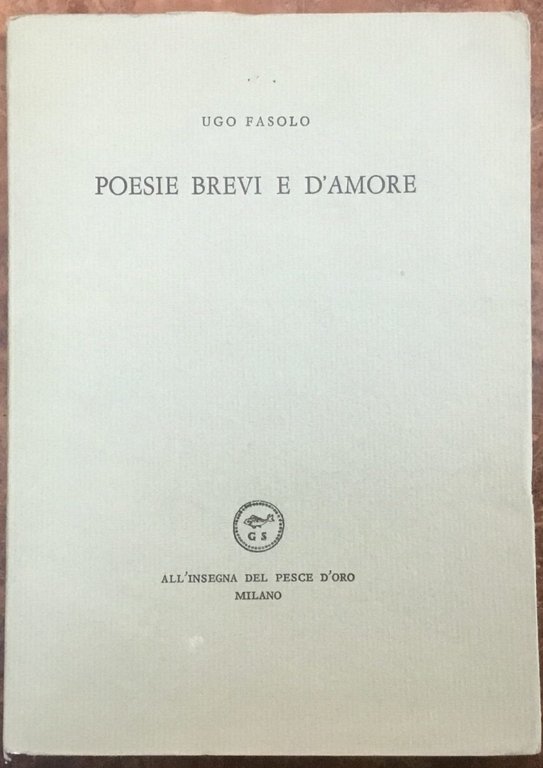 UGO FASOLO
POESIE BREVI E D'AMORE
G S
ALL'INSEGNA DEL PESCE D'ORO
MILANO